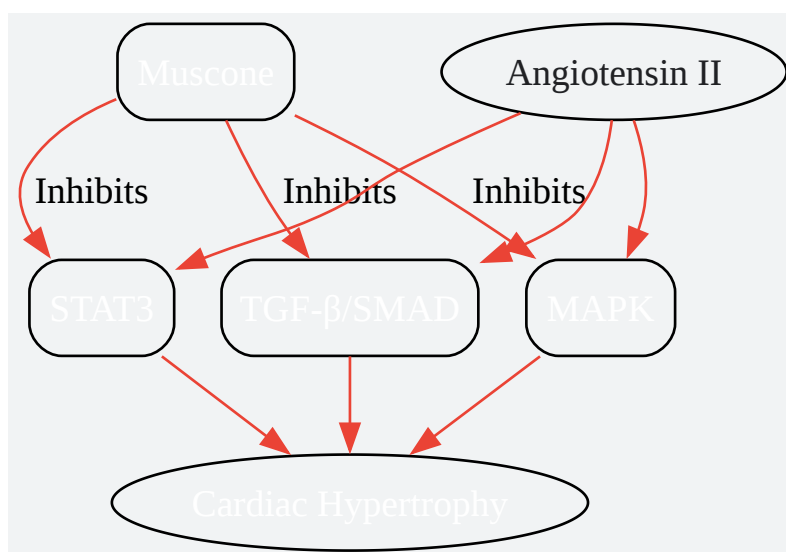 Muscone
Angiotensin II
Inhibits
Inhibits
Inhibits
STAT3
TGF-β/SMAD
MAPK
Cardiac Hypertrophy